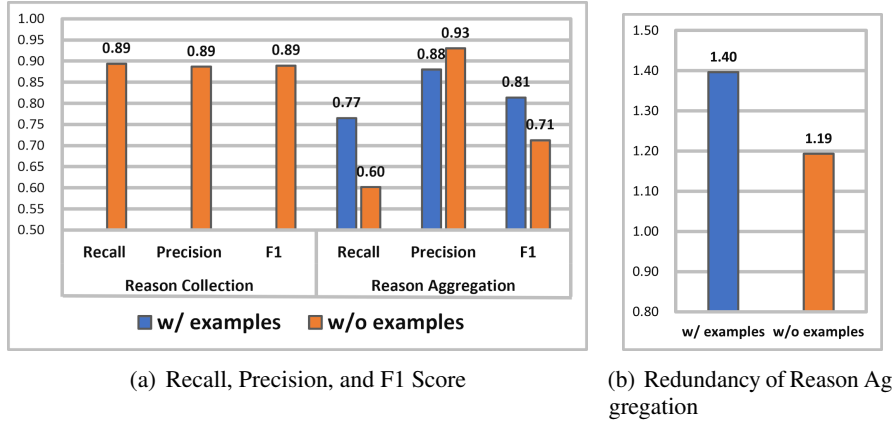 1.00
0.95
0.90
0.85
0.80
0.75
0.70
0.65
0.60
0.55
0.50
0.89 0.89 0.89 0.77 0.60 0.88 0.93 0.81 0.71
Recall Precision F1 Recall Precision F1
Reason Collection Reason Aggregation
w/ examples w/o examples
(a) Recall, Precision, and F1 Score
1.50
1.40
1.30
1.20
1.10
1.00
0.90
0.80
1.40
1.19
w/ examples w/o examples
(b) Redundancy of Reason Ag
gregation